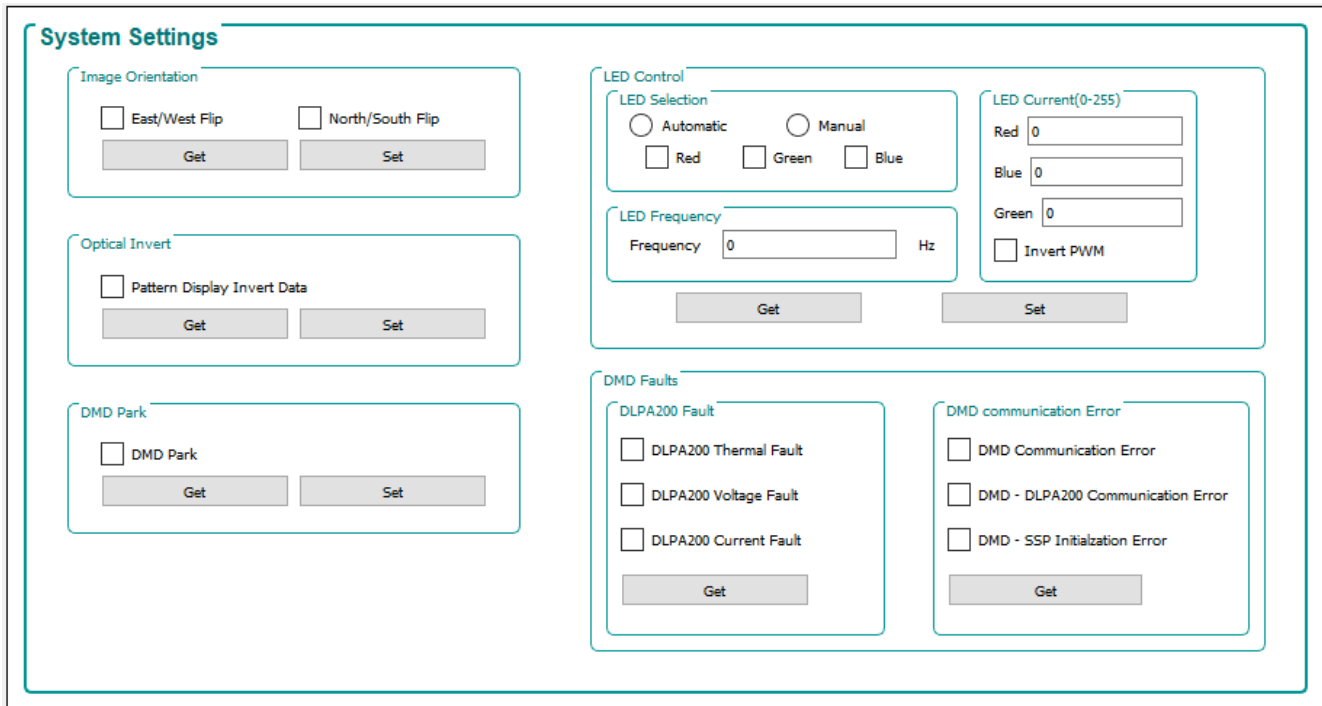 System Settings
Image Orientation
East/West Flip North/South Flip
Get Set
Optical Invert
Pattern Display Invert Data
Get Set
DMD Park
DMD Park
Get Set
LED Control
LED Selection
Automatic Manual
Red Green Blue
LED Frequency
Frequency 0 Hz
LED Current(0-255)
Red 0
Blue 0
Green 0
Invert PWM
Get Set
DMD Faults
DLPA200 Fault
DLPA200 Thermal Fault
DLPA200 Voltage Fault
DLPA200 Current Fault
Get
DMD communication Error
DMD Communication Error
DMD - DLPA200 Communication Error
DMD - SSP Initialzation Error
Get